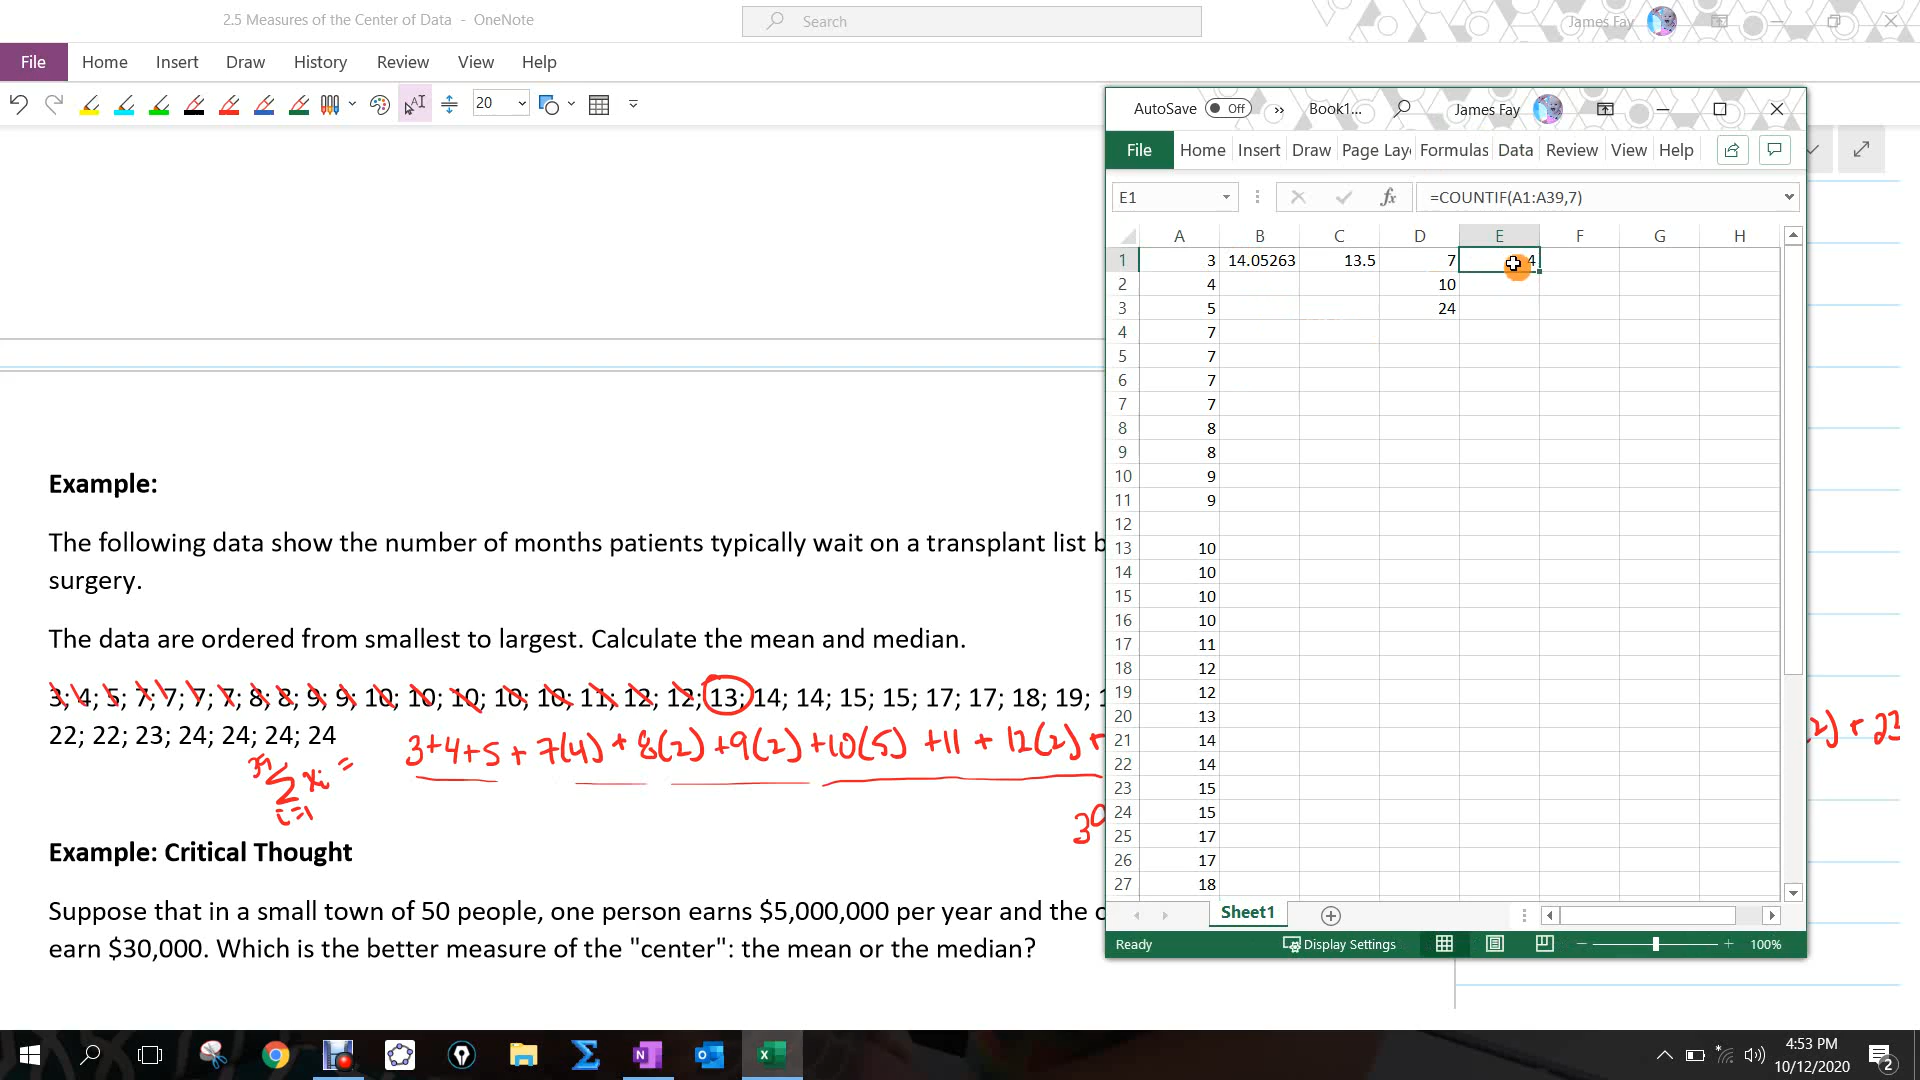 2.5 Measures of the Center of Data - OneNote
Search
James Fay
File Home Insert Draw History Review View Help
20
AutoSave Off Book1... James Fay
File Home Insert Draw Page Lay Formulas Data Review View Help
E1 fx =COUNTIF(A1:A39,7)
A B C D E F G H
1 3 14.05263 13.5 7 4
2 4 10
3 5 24
4 7
5 7
6 7
7 7
8 8
9 8
10 9
11 9
12
13 10
14 10
15 10
16 10
17 11
18 12
19 12
20 13
21 14
22 14
23 15
24 15
25 17
26 17
27 18
Sheet1
Ready Display Settings 100%
Example:
The following data show the number of months patients typically wait on a transplant list b
surgery.
The data are ordered from smallest to largest. Calculate the mean and median.
3; 4; 5; 7; 7; 7; 7; 8; 8; 9; 9; 10; 10; 10; 10; 10; 11; 12; 12; 13; 14; 14; 15; 15; 17; 17; 18; 19; 1
22; 22; 23; 24; 24; 24; 24
39 Σ i=1 xi = 3+4+5+7(4)+8(2)+9(2)+10(5)+11+12(2)+
2)+23
39
Example: Critical Thought
Suppose that in a small town of 50 people, one person earns $5,000,000 per year and the o
earn $30,000. Which is the better measure of the "center": the mean or the median?
4:53 PM
10/12/2020
2